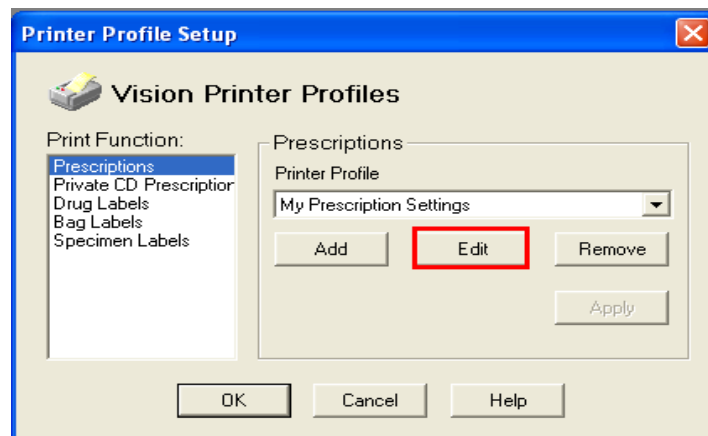 Printer Profile Setup
Vision Printer Profiles
Print Function:
Prescriptions
Private CD Prescription
Drug Labels
Bag Labels
Specimen Labels
Prescriptions
Printer Profile
My Prescription Settings
Add
Edit
Remove
Apply
OK
Cancel
Help